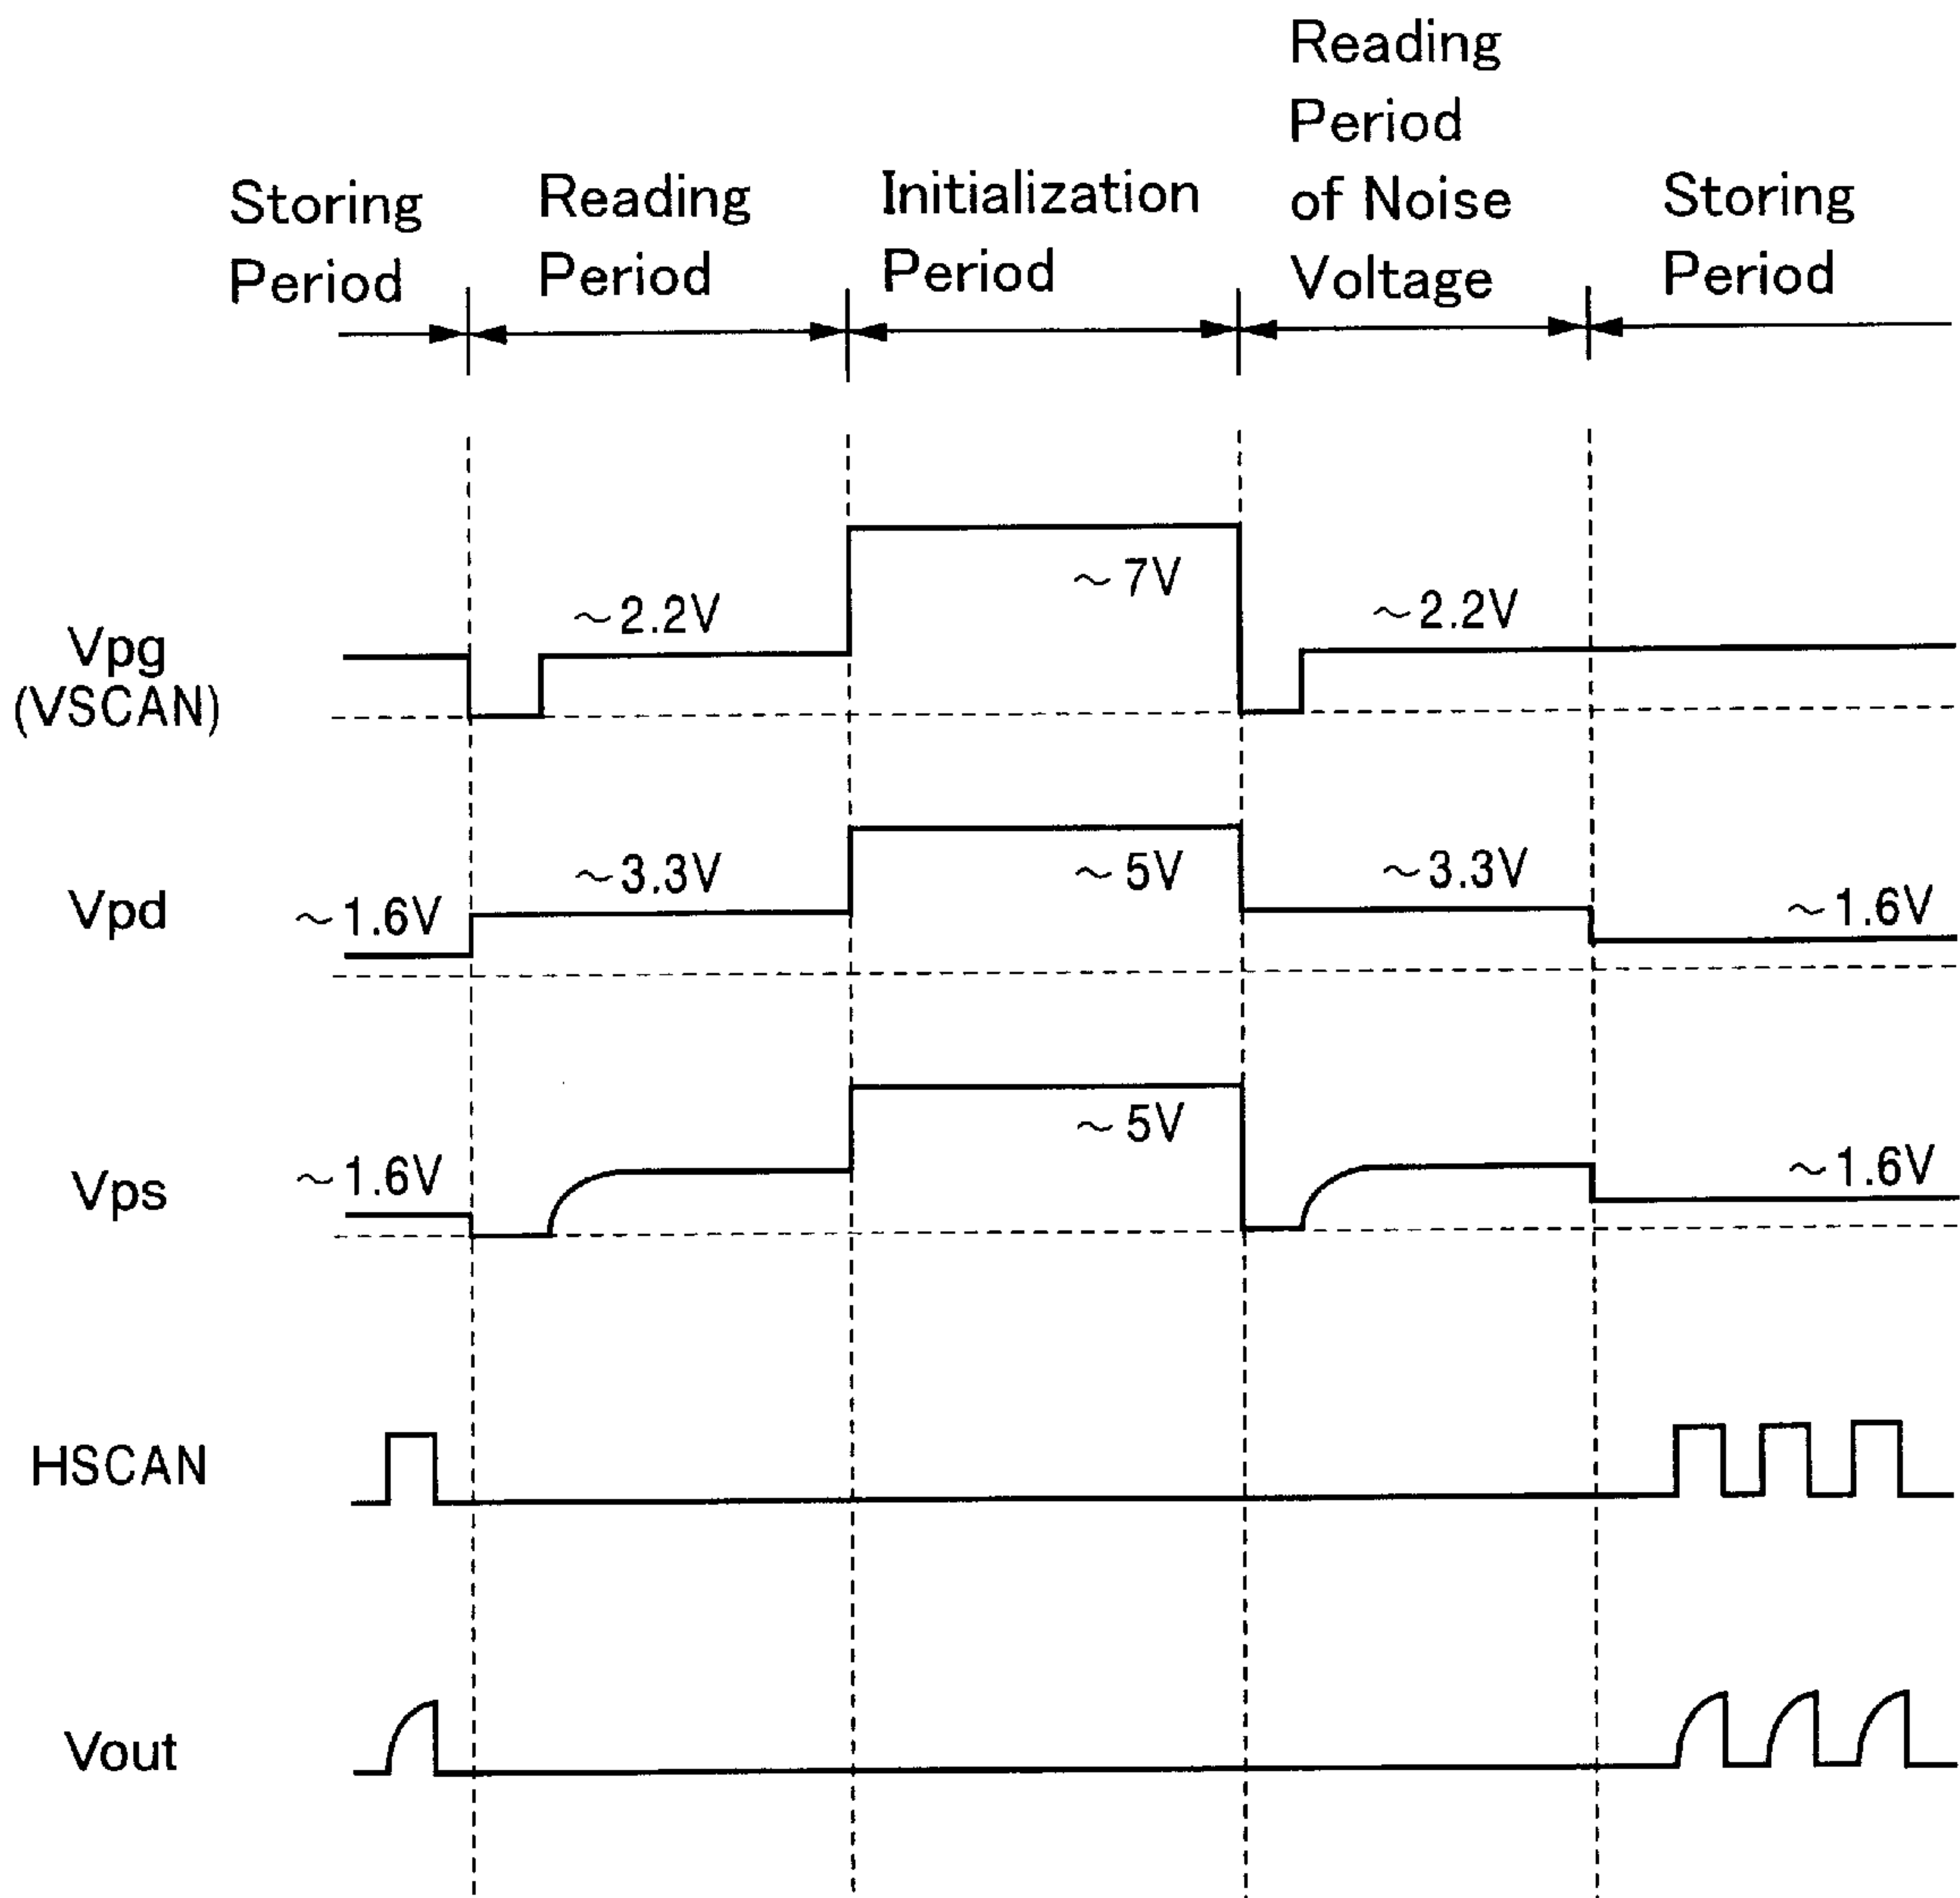 Storing
Period
Reading
Period
Initialization
Period
Reading
Period
of Noise
Voltage
Storing
Period
Vpg
(VSCAN)
~2.2V
~7V
~2.2V
Vpd
~1.6V
~3.3V
~5V
~3.3V
~1.6V
Vps
~1.6V
~5V
~1.6V
HSCAN
Vout